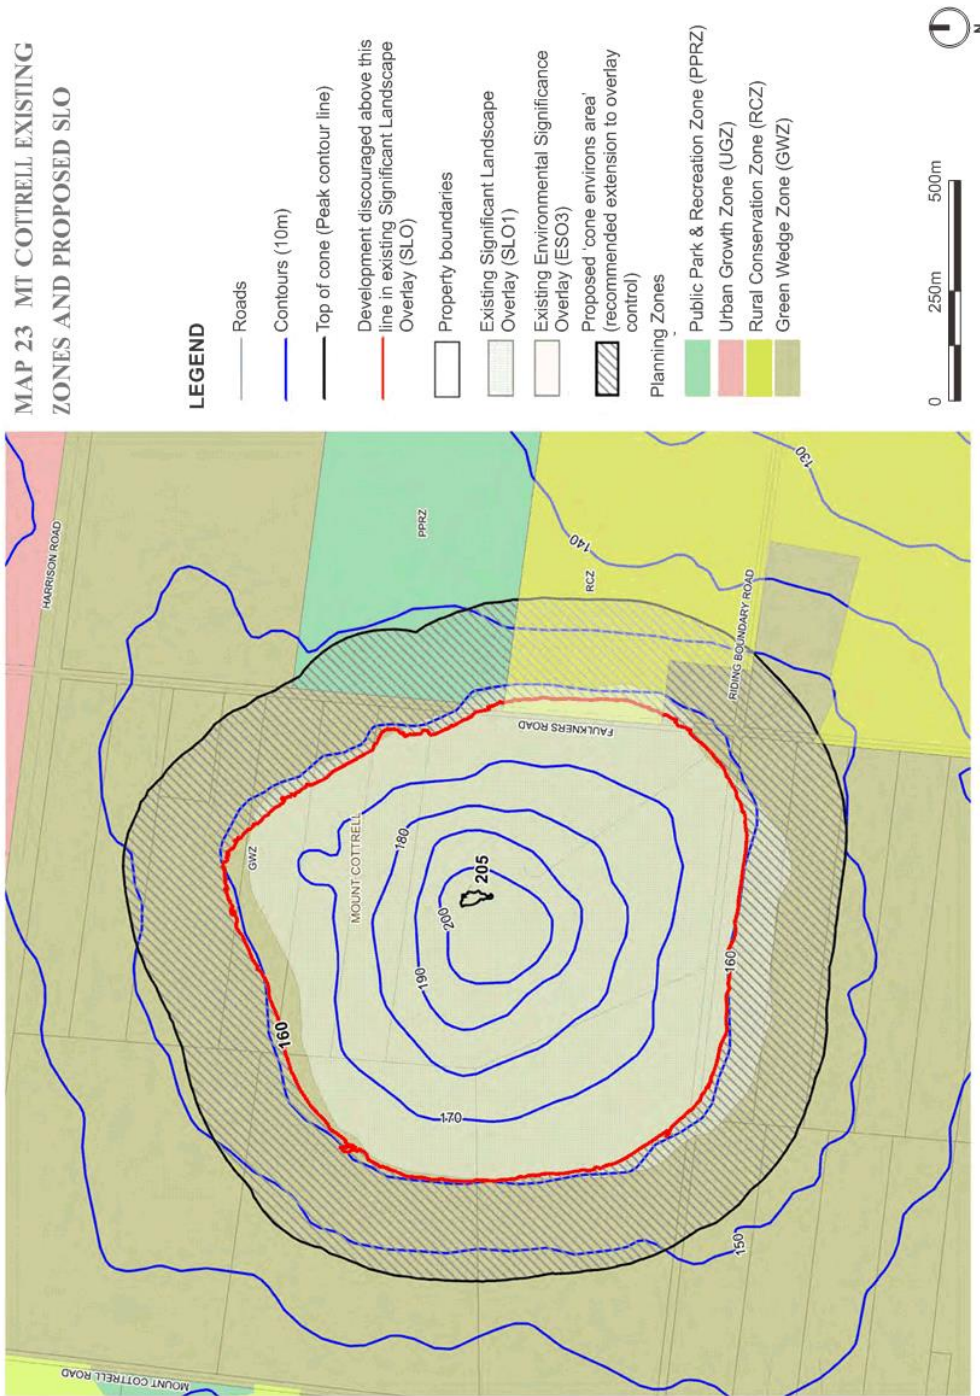 MAP 23 MT COTTRELL EXISTING
ZONES AND PROPOSED SLO
LEGEND
Roads
Contours (10m)
Top of cone (Peak contour line)
Development discouraged above this
line in existing Significant Landscape
Overlay (SLO)
Property boundaries
Existing Significant Landscape
Overlay (SLO1)
Existing Environmental Significance
Overlay (ESO3)
Proposed 'cone environs area'
(recommended extension to overlay
control)
Planning Zones
Public Park & Recreation Zone (PPRZ)
Urban Growth Zone (UGZ)
Rural Conservation Zone (RCZ)
Green Wedge Zone (GWZ)
0 250m 500m
N
HARRISON ROAD
PPRZ
RCZ
140
130
RIDING BOUNDARY ROAD
FAULKNERS ROAD
GWZ
MOUNT COTTRELL
180
205
200
190
160
160
170
150
MOUNT COTTRELL ROAD